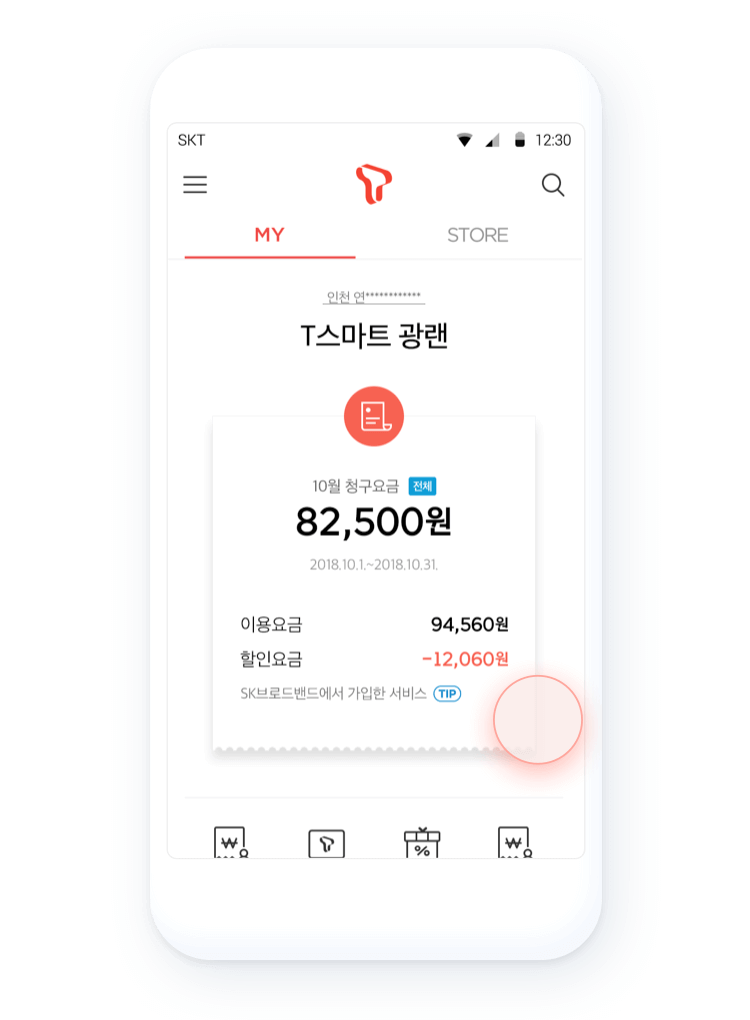 SKT 12:30
MY STORE
인천 연************
T스마트 광랜
10월 청구요금 전체
82,500원
2018.10.1.~2018.10.31.
이용요금 94,560원
할인요금 -12,060원
SK브로드밴드에서 가입한 서비스 TIP
₩ % ₩